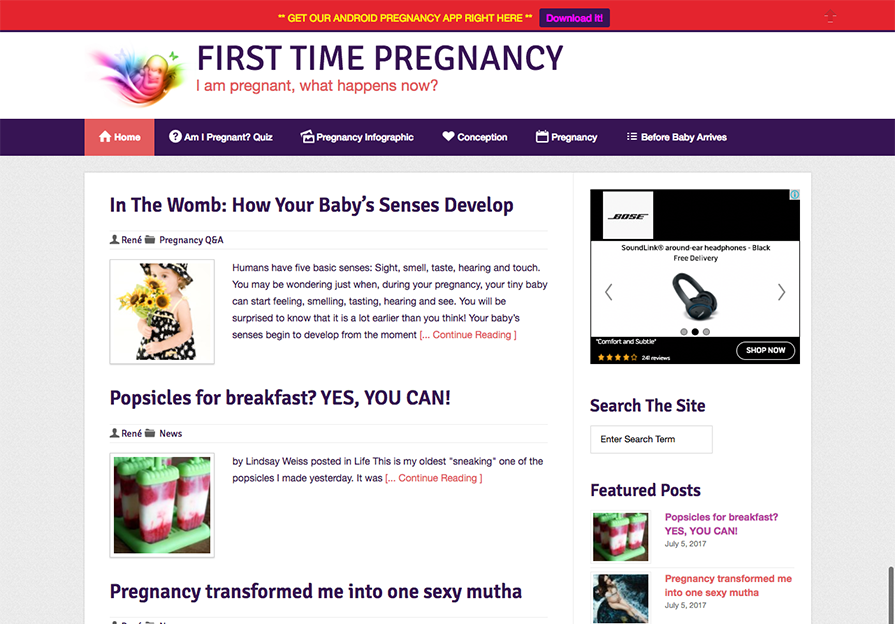 ** GET OUR ANDROID PREGNANCY APP RIGHT HERE ** Download It!
FIRST TIME PREGNANCY
I am pregnant, what happens now?
Home
Am I Pregnant? Quiz
Pregnancy Infographic
Conception
Pregnancy
Before Baby Arrives
In The Womb: How Your Baby's Senses Develop
René Pregnancy Q&A
Humans have five basic senses: Sight, smell, taste, hearing and touch.
You may be wondering just when, during your pregnancy, your tiny baby
can start feeling, smelling, tasting, hearing and see. You will be
surprised to know that it is a lot earlier than you think! Your baby's
senses begin to develop from the moment [... Continue Reading ]
Popsicles for breakfast? YES, YOU CAN!
René News
by Lindsay Weiss posted in Life This is my oldest "sneaking" one of the
popsicles I made yesterday. It was [... Continue Reading ]
Pregnancy transformed me into one sexy mutha
BOSE
SoundLink® around-ear headphones - Black
Free Delivery
"Comfort and Subtle"
241 reviews
SHOP NOW
Search The Site
Enter Search Term
Featured Posts
Popsicles for breakfast?
YES, YOU CAN!
July 5, 2017
Pregnancy transformed me
into one sexy mutha
July 5, 2017